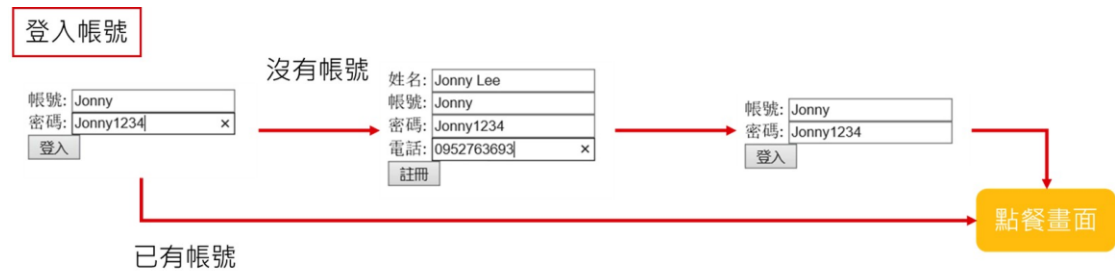 登入帳號
帳號: Jonny
密碼: Jonny1234 ×
登入
沒有帳號
姓名: Jonny Lee
帳號: Jonny
密碼: Jonny1234
電話: 0952763693 ×
註冊
帳號: Jonny
密碼: Jonny1234
登入
點餐畫面
已有帳號